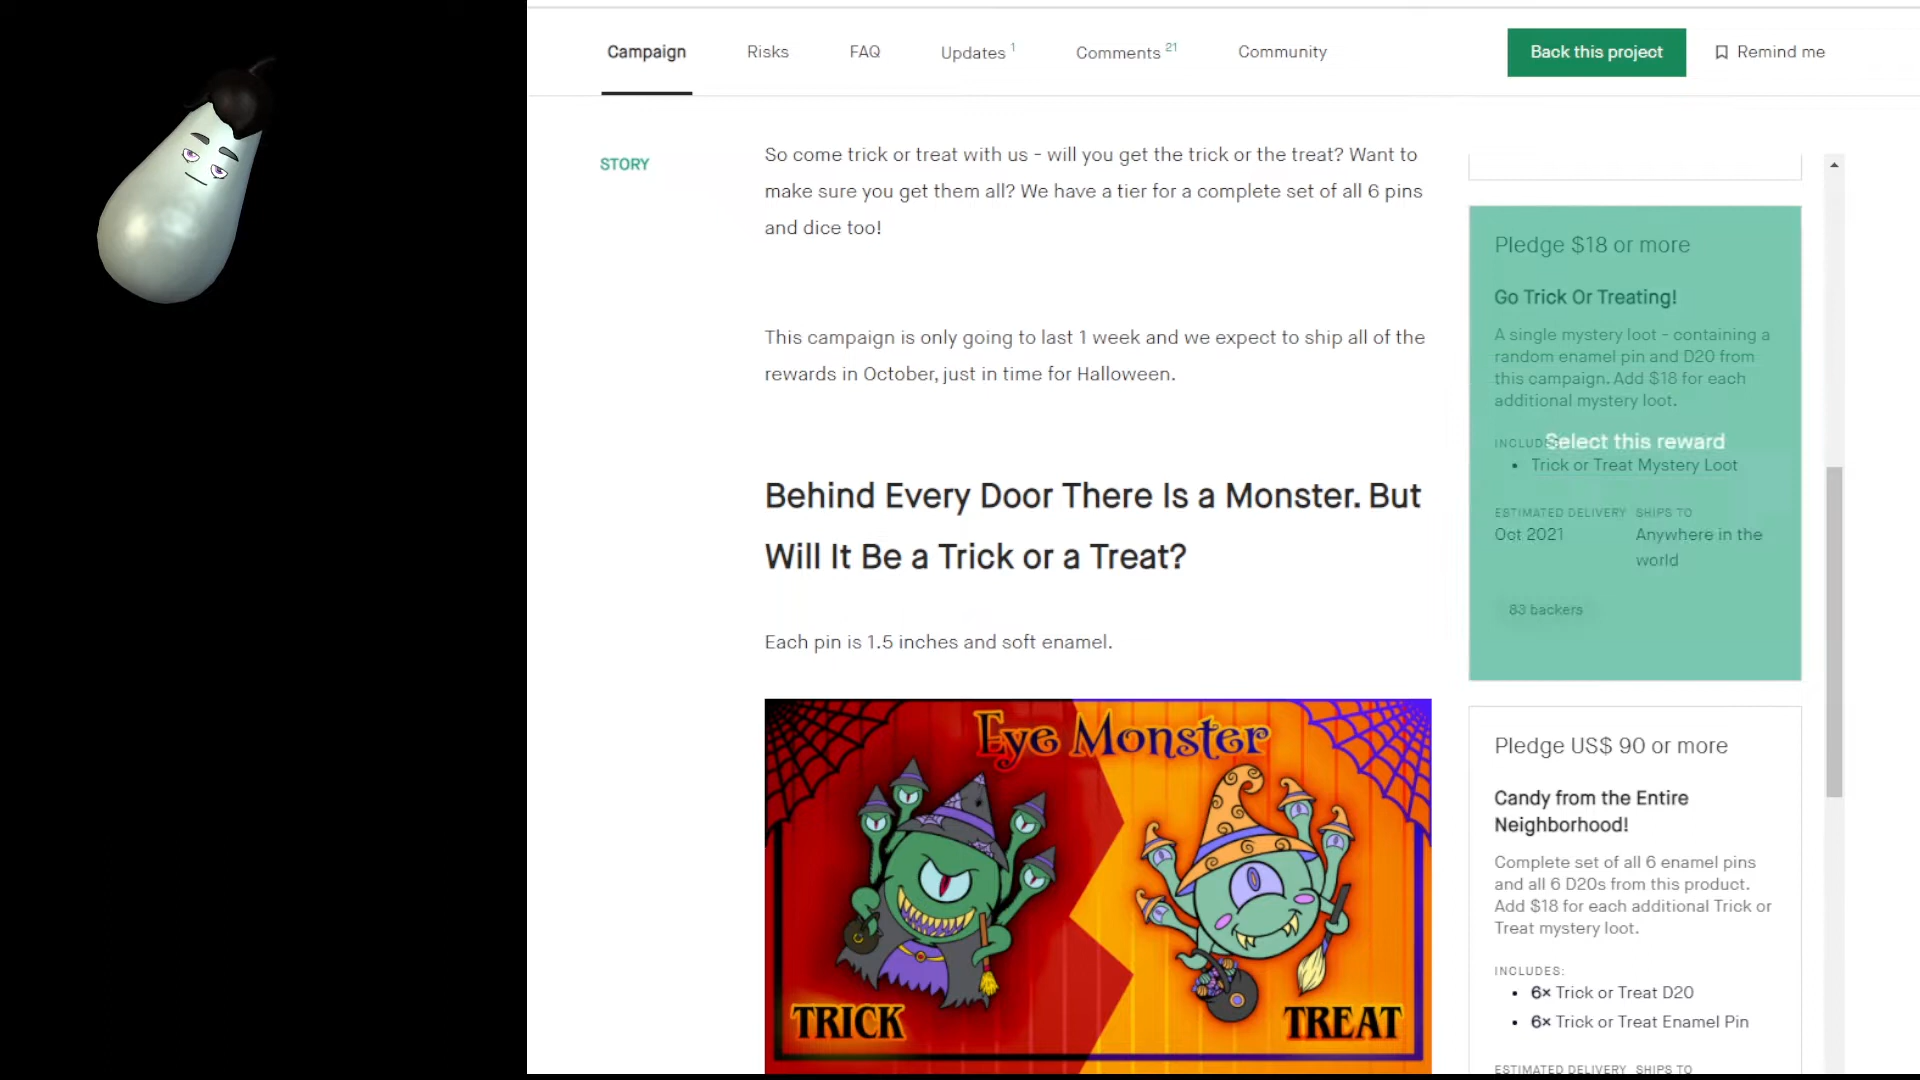 Campaign
Risks
FAQ
Updates 1
Comments 21
Community
Back this project
Remind me
STORY
So come trick or treat with us - will you get the trick or the treat? Want to
make sure you get them all? We have a tier for a complete set of all 6 pins
and dice too!
This campaign is only going to last 1 week and we expect to ship all of the
rewards in October, just in time for Halloween.
Behind Every Door There Is a Monster. But
Will It Be a Trick or a Treat?
Each pin is 1.5 inches and soft enamel.
Eye Monster
TRICK
TREAT
Pledge $18 or more
Go Trick Or Treating!
A single mystery loot - containing a
random enamel pin and D20 from
this campaign. Add $18 for each
additional mystery loot.
Select this reward
• Trick or Treat Mystery Loot
ESTIMATED DELIVERY
Oct 2021
SHIPS TO
Anywhere in the
world
83 backers
Pledge US$ 90 or more
Candy from the Entire
Neighborhood!
Complete set of all 6 enamel pins
and all 6 D20s from this product.
Add $18 for each additional Trick or
Treat mystery loot.
INCLUDES:
• 6× Trick or Treat D20
• 6× Trick or Treat Enamel Pin
ESTIMATED DELIVERY
SHIPS TO